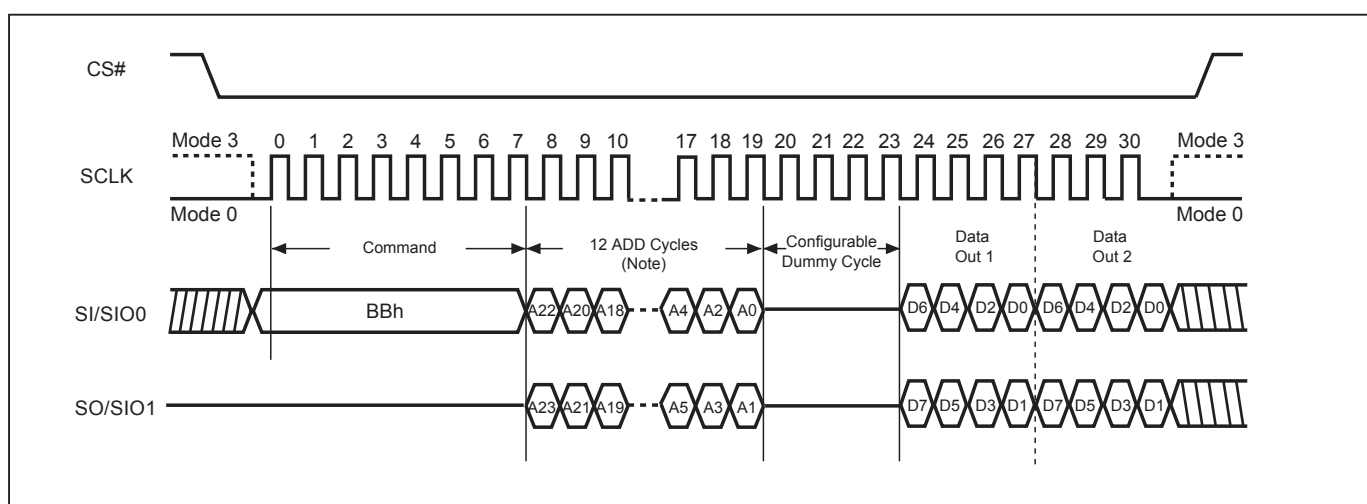 CS#
Mode 3 0 1 2 3 4 5 6 7 8 9 10 17 18 19 20 21 22 23 24 25 26 27 28 29 30 Mode 3
SCLK
Mode 0 Mode 0
Command 12 ADD Cycles (Note) Configurable Dummy Cycle Data Out 1 Data Out 2
SI/SIO0 BBh A22 A20 A18 A4 A2 A0 D6 D4 D2 D0 D6 D4 D2 D0
SO/SIO1 A23 A21 A19 A5 A3 A1 D7 D5 D3 D1 D7 D5 D3 D1